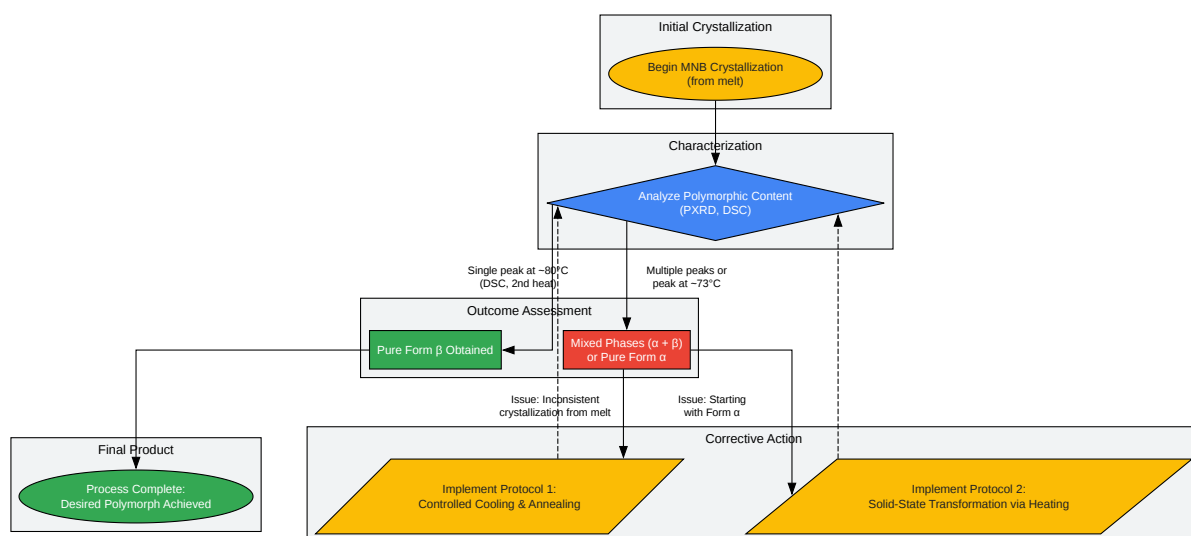 Initial Crystallization
Begin MNB Crystallization
(from melt)
Characterization
Analyze Polymorphic Content
(PXRD, DSC)
Single peak at ~80°C
(DSC, 2nd heat)
Multiple peaks or
peak at ~73°C
Outcome Assessment
Pure Form β Obtained
Mixed Phases (α + β)
or Pure Form α
Issue: Inconsistent
crystallization from melt
Issue: Starting
with Form α
Final Product
Process Complete:
Desired Polymorph Achieved
Corrective Action
Implement Protocol 1:
Controlled Cooling & Annealing
Implement Protocol 2:
Solid-State Transformation via Heating